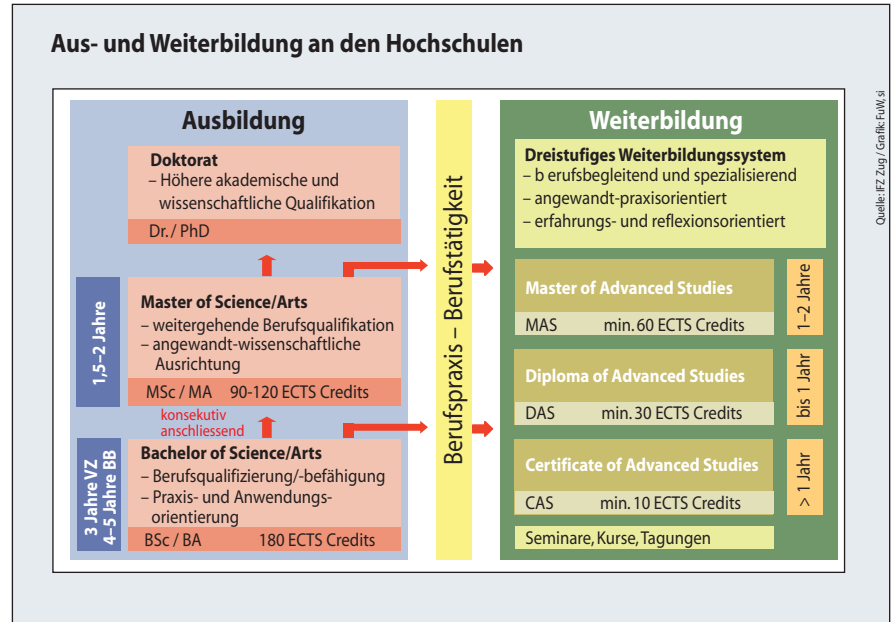 Aus- und Weiterbildung an den Hochschulen
Ausbildung
Doktorat
– Höhere akademische und
wissenschaftliche Qualifikation
Dr. / PhD
1,5–2 Jahre
Master of Science/Arts
– weitergehende Berufsqualifikation
– angewandt-wissenschaftliche
Ausrichtung
MSc / MA 90-120 ECTS Credits
konsekutiv
anschliessend
3 Jahre VZ
4–5 Jahre BB
Bachelor of Science/Arts
– Berufsqualifizierung/-befähigung
– Praxis- und Anwendungs-
orientierung
BSc / BA 180 ECTS Credits
Berufspraxis – Berufstätigkeit
Weiterbildung
Dreistufiges Weiterbildungssystem
– b erufsbegleitend und spezialisierend
– angewandt-praxisorientiert
– erfahrungs- und reflexionsorientiert
Master of Advanced Studies
MAS min. 60 ECTS Credits
1–2 Jahre
Diploma of Advanced Studies
DAS min. 30 ECTS Credits
bis 1 Jahr
Certificate of Advanced Studies
CAS min. 10 ECTS Credits
> 1 Jahr
Seminare, Kurse, Tagungen
Quelle: IFZ Zug / Grafik: FuW, si